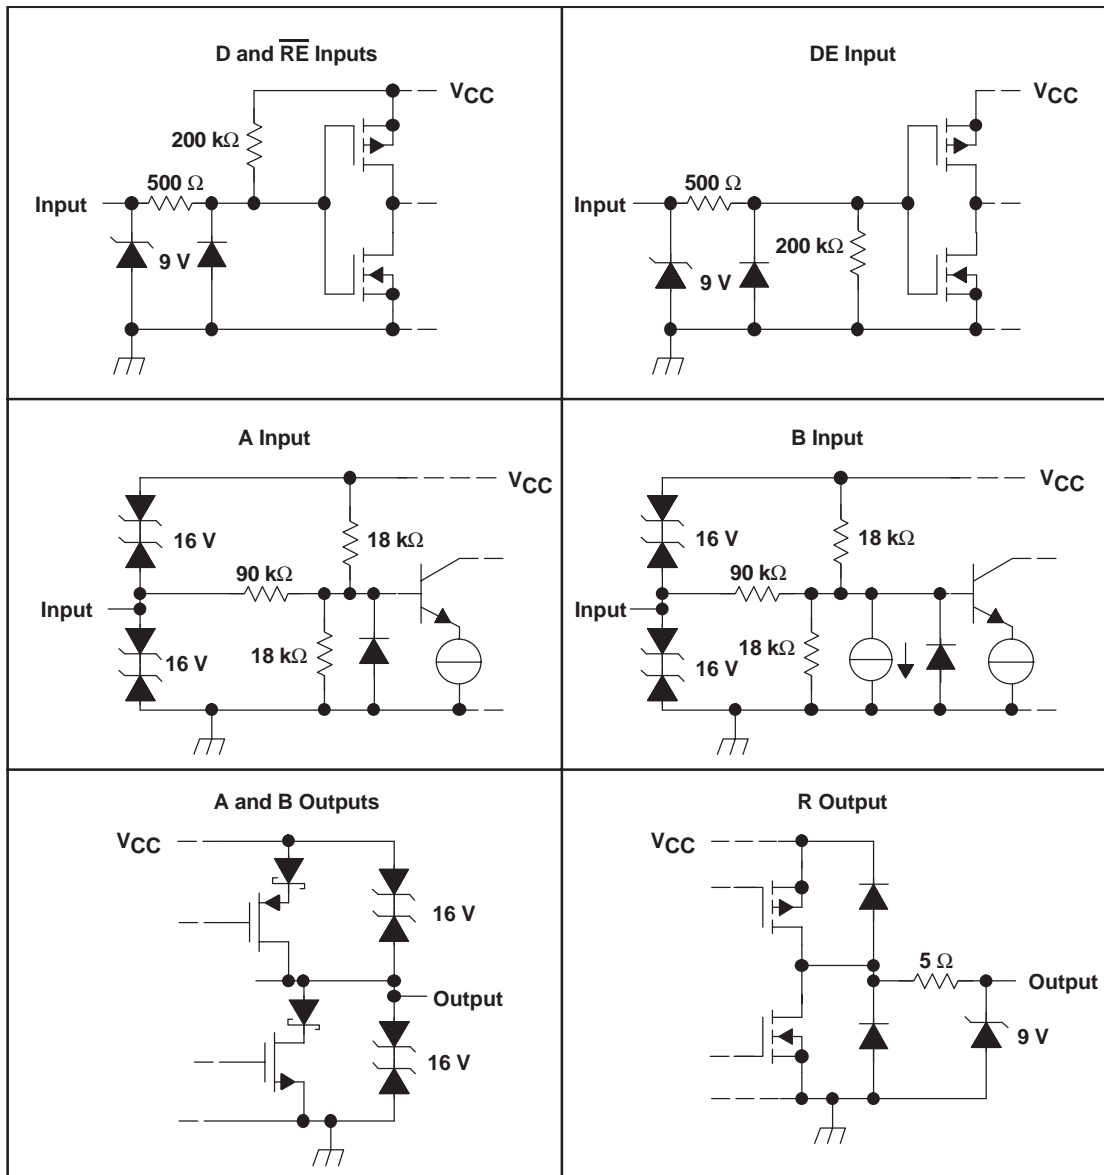 D and R̅E̅ Inputs
VCC
200 kΩ
500 Ω
Input
9 V
DE Input
VCC
500 Ω
Input
200 kΩ
9 V
A Input
VCC
16 V
18 kΩ
90 kΩ
Input
18 kΩ
16 V
B Input
VCC
16 V
18 kΩ
90 kΩ
Input
18 kΩ
16 V
A and B Outputs
VCC
16 V
Output
16 V
R Output
VCC
5 Ω
Output
9 V